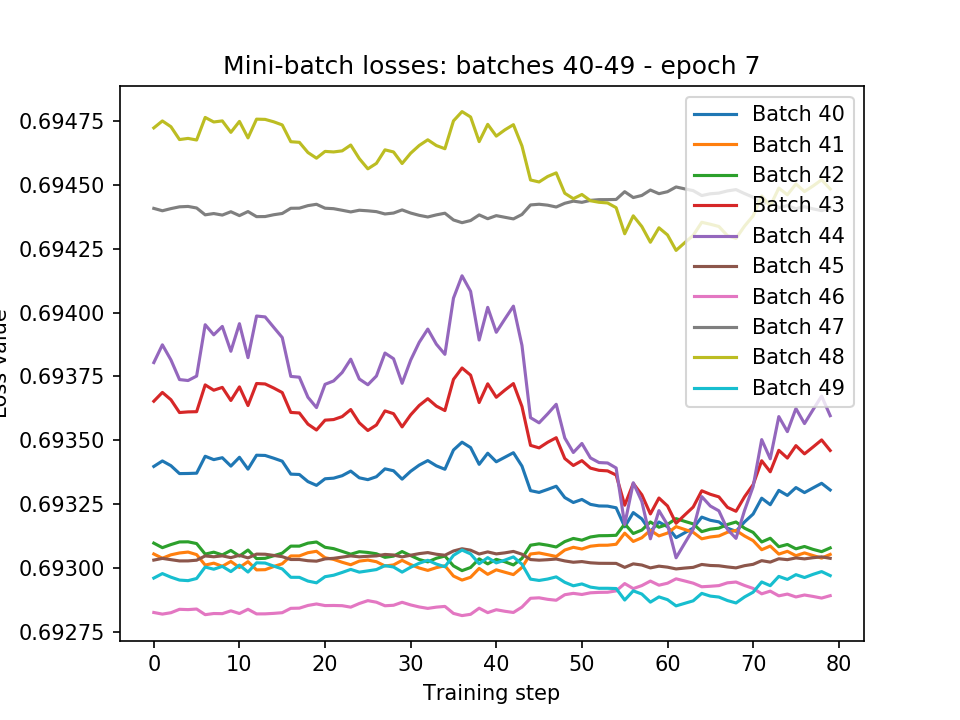 Mini-batch losses: batches 40-49 - epoch 7
0.69475
0.69450
0.69425
0.69400
0.69375
0.69350
0.69325
0.69300
0.69275
Loss value
Batch 40
Batch 41
Batch 42
Batch 43
Batch 44
Batch 45
Batch 46
Batch 47
Batch 48
Batch 49
0 10 20 30 40 50 60 70 80
Training step